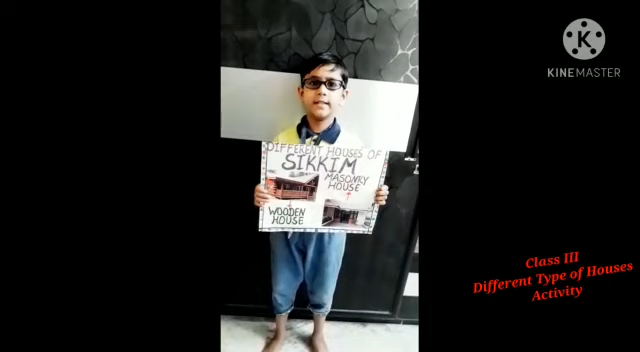 KINEMASTER
DIFFERENT HOUSES OF
SIKKIM
MASONRY
HOUSE
WOODEN
HOUSE
Class III
Different Type of Houses
Activity